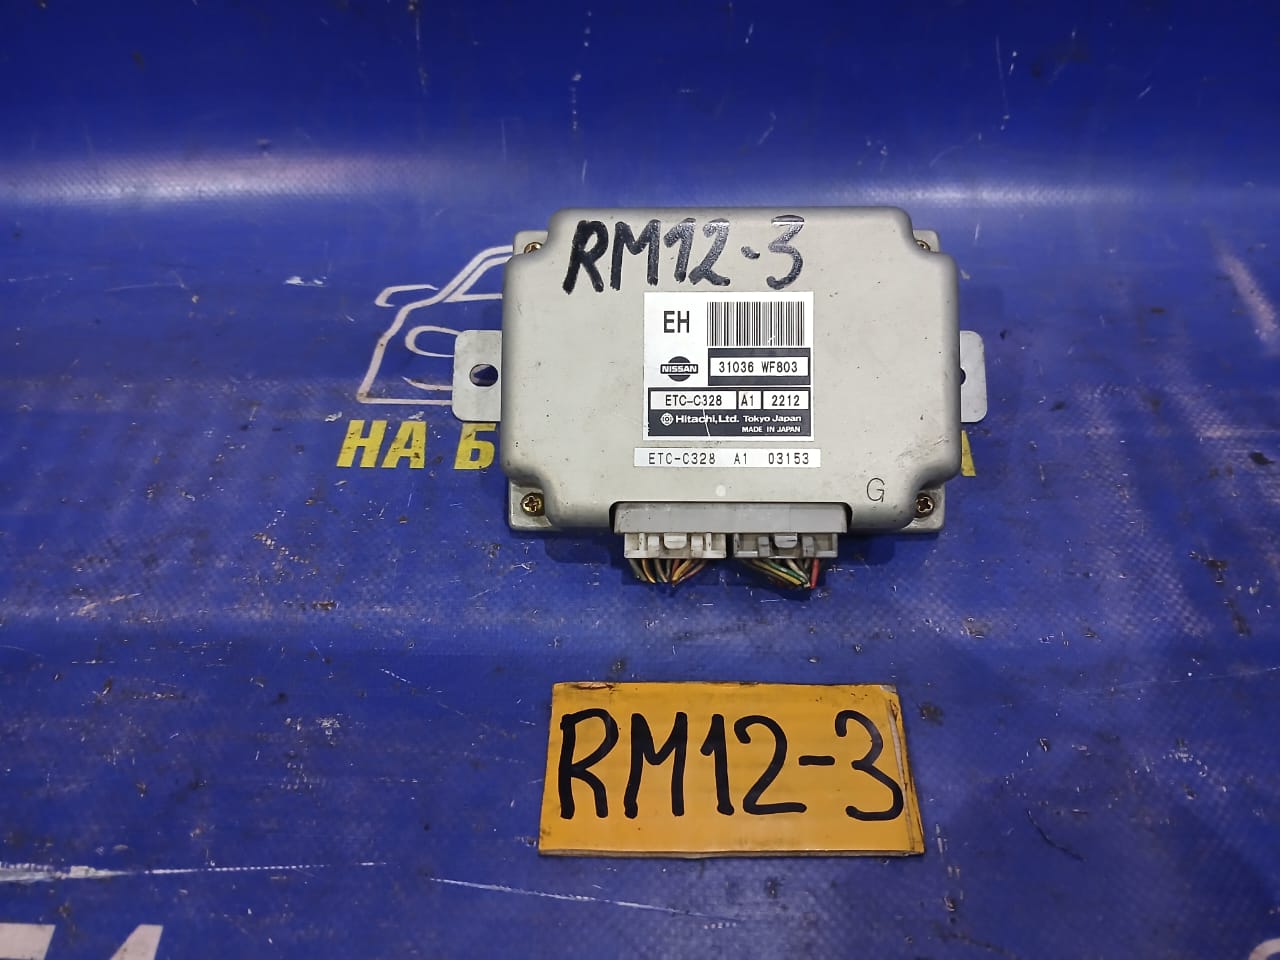 RM12-3
EH
NISSAN
31036 WF803
ETC-C328 A1 2212
Hitachi, Ltd. Tokyo Japan
MADE IN JAPAN
ETC-C328 A1 03153
G
НА Б
RM12-3